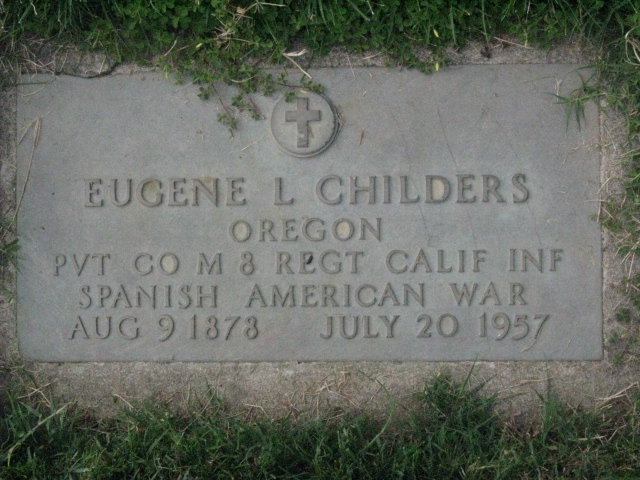 EUGENE L CHILDERS
OREGON
PVT CO M 8 REGT CALIF INF
SPANISH AMERICAN WAR
AUG 9 1878 JULY 20 1957